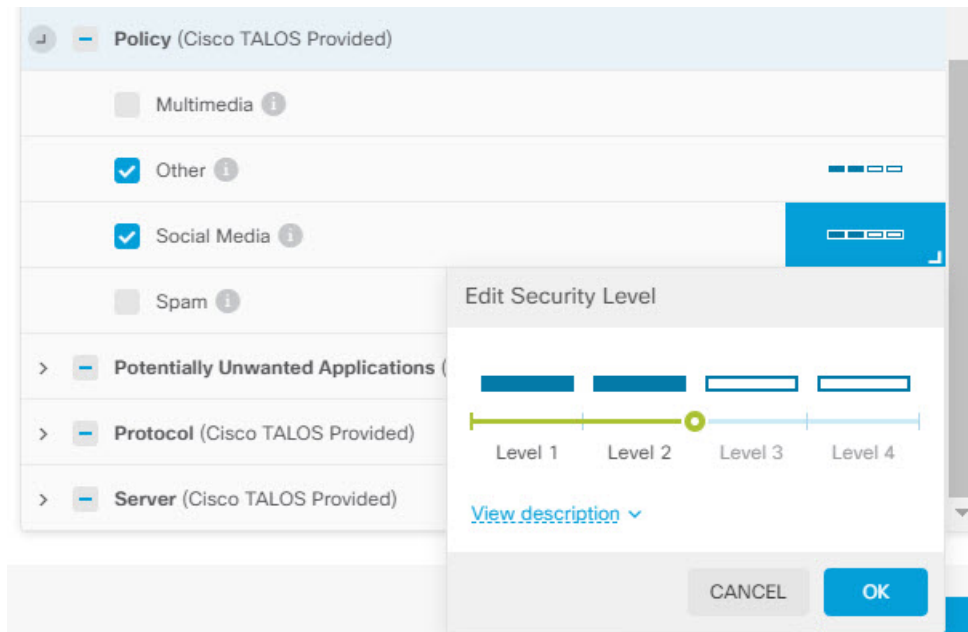 Policy (Cisco TALOS Provided)
Multimedia
Other
Social Media
Spam
Edit Security Level
Potentially Unwanted Applications (
Level 1 Level 2 Level 3 Level 4
Protocol (Cisco TALOS Provided)
Server (Cisco TALOS Provided)
View description
CANCEL OK